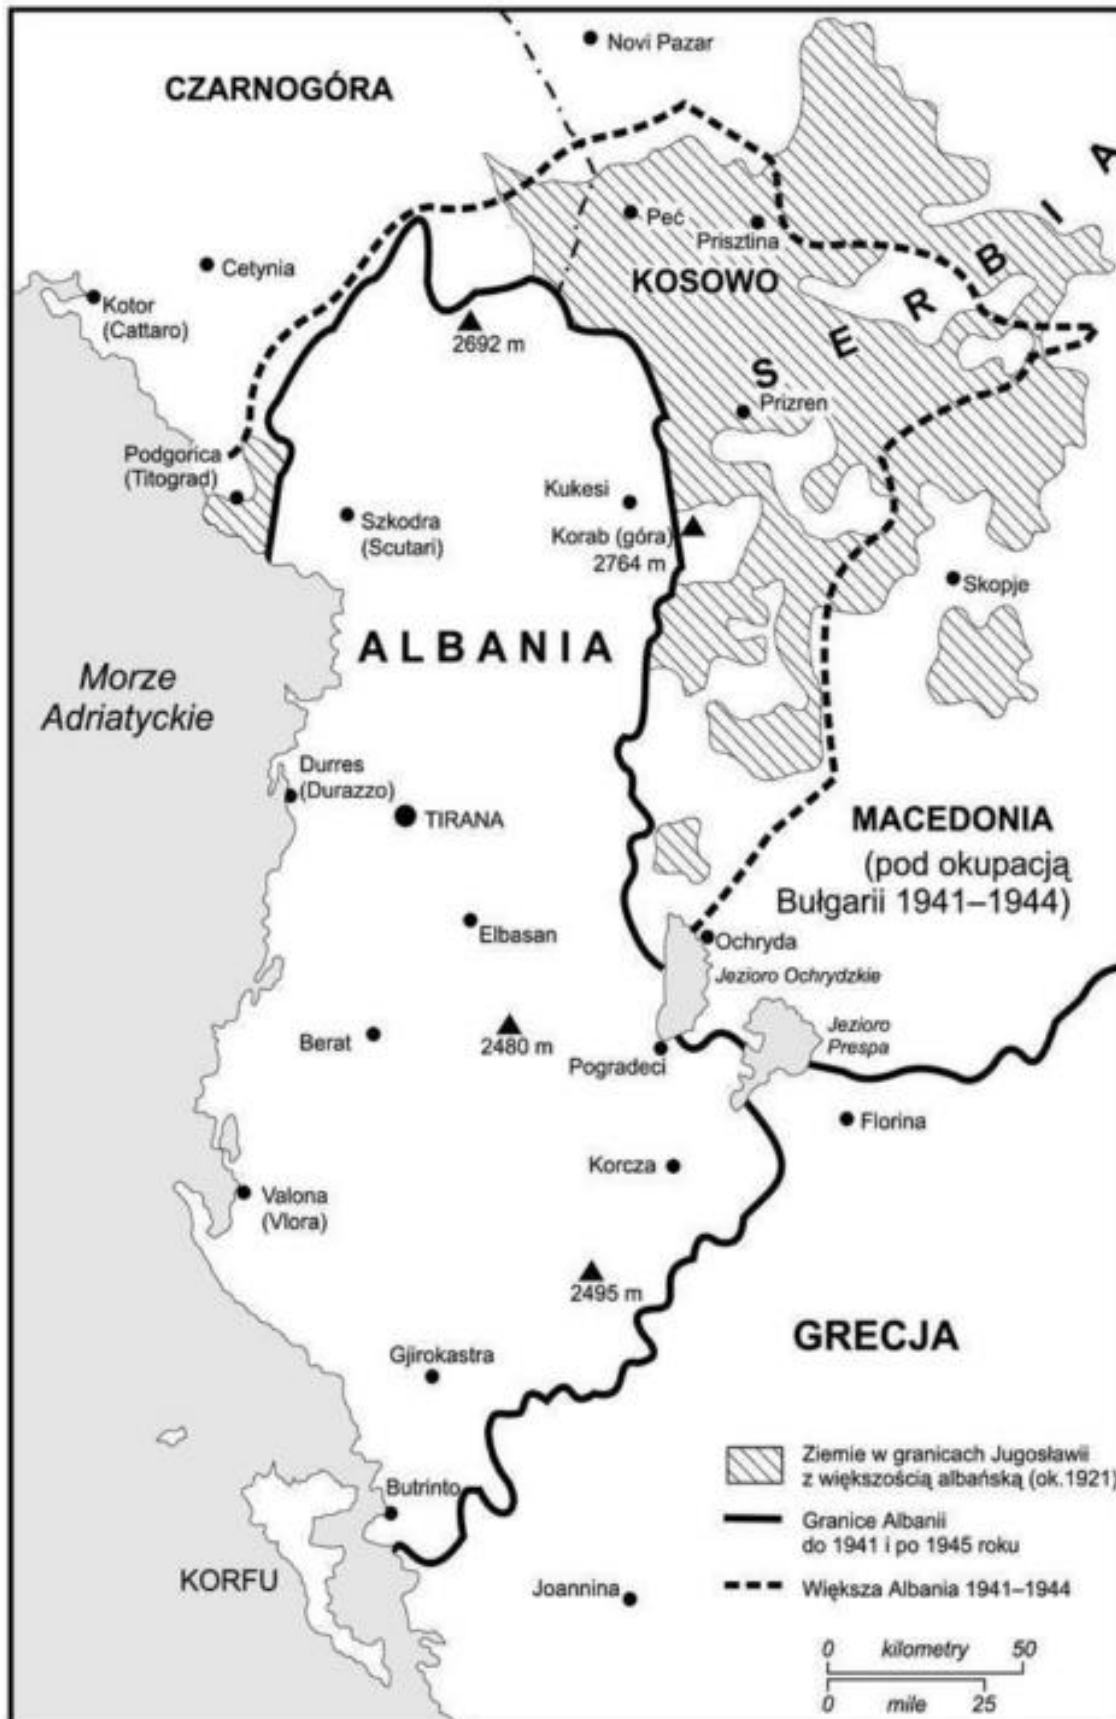 Novi Pazar
CZARNOGÓRA
Peć
Prisztina
KOSOWO
SERBIA
Cetynia
Kotor
(Cattaro)
2692 m
Prizren
Podgorica
(Titograd)
Kukesi
Szkodra
(Scutari)
Korab (góra)
2764 m
Skopje
ALBANIA
Morze
Adriatyckie
Durres
(Durazzo)
TIRANA
MACEDONIA
(pod okupacją
Bułgarii 1941–1944)
Elbasan
Ochryda
Jezioro Ochrydzkie
Berat
2480 m
Jezioro
Prespa
Pogradeci
Florina
Korcza
Valona
(Vlora)
2495 m
GRECJA
Gjirokastra
Butrinto
KORFU
Joannina
Ziemie w granicach Jugosławii
z większością albańską (ok.1921)
Granice Albanii
do 1941 i po 1945 roku
Większa Albania 1941–1944
0 kilometry 50
0 mile 25